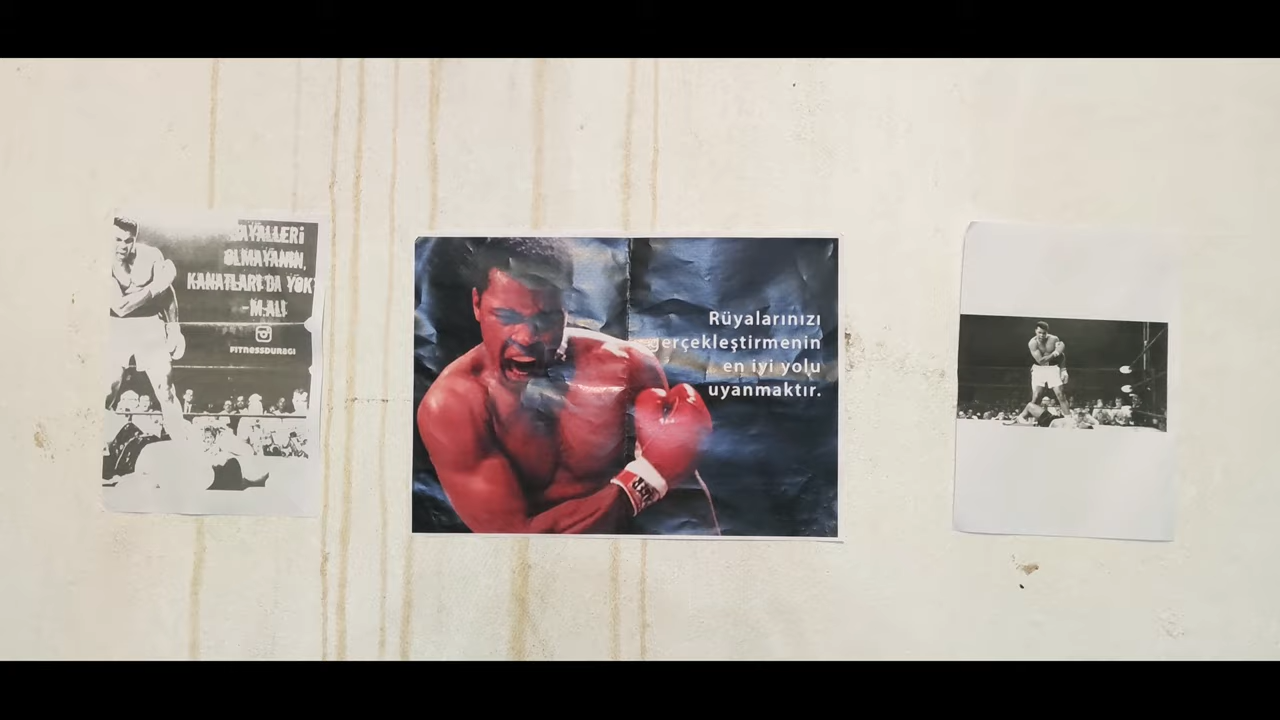 HAYALLERİ
OLMAYANIN,
KANATLARI DA YOK
-M.ALI
FITNESSDURAGI
Rüyalarınızı
gerçekleştirmenin
en iyi yolu
uyanmaktır.